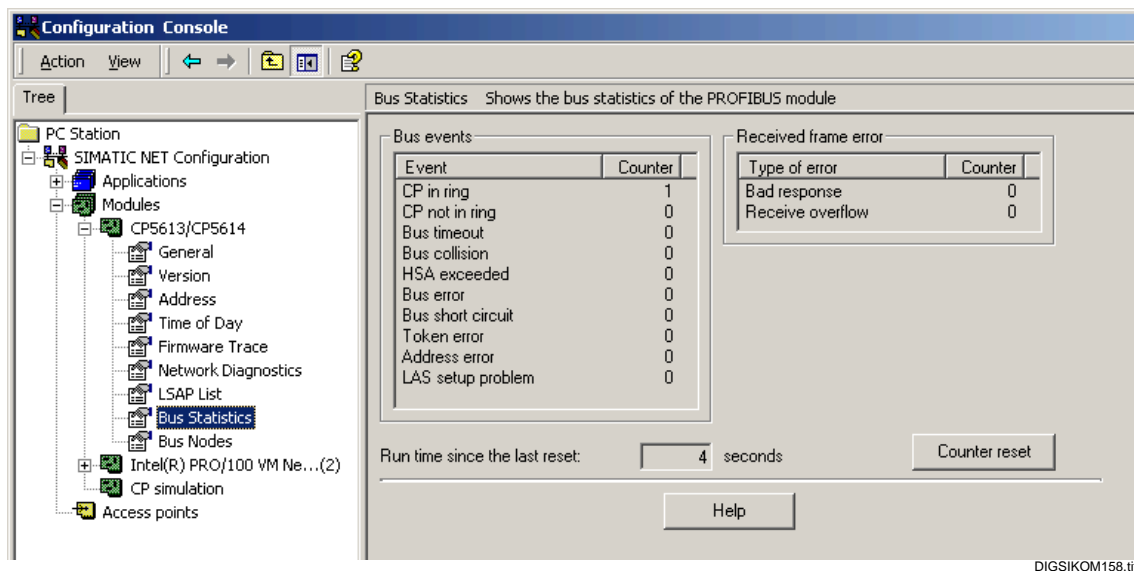 Configuration Console
Action View
Tree
Bus Statistics Shows the bus statistics of the PROFIBUS module
PC Station
SIMATIC NET Configuration
Applications
Modules
CP5613/CP5614
General
Version
Address
Time of Day
Firmware Trace
Network Diagnostics
LSAP List
Bus Statistics
Bus Nodes
Intel(R) PRO/100 VM Ne...(2)
CP simulation
Access points
Bus events
Event Counter
CP in ring 1
CP not in ring 0
Bus timeout 0
Bus collision 0
HSA exceeded 0
Bus error 0
Bus short circuit 0
Token error 0
Address error 0
LAS setup problem 0
Received frame error
Type of error Counter
Bad response 0
Receive overflow 0
Run time since the last reset: 4 seconds
Counter reset
Help
DIGSIKOM158.ti